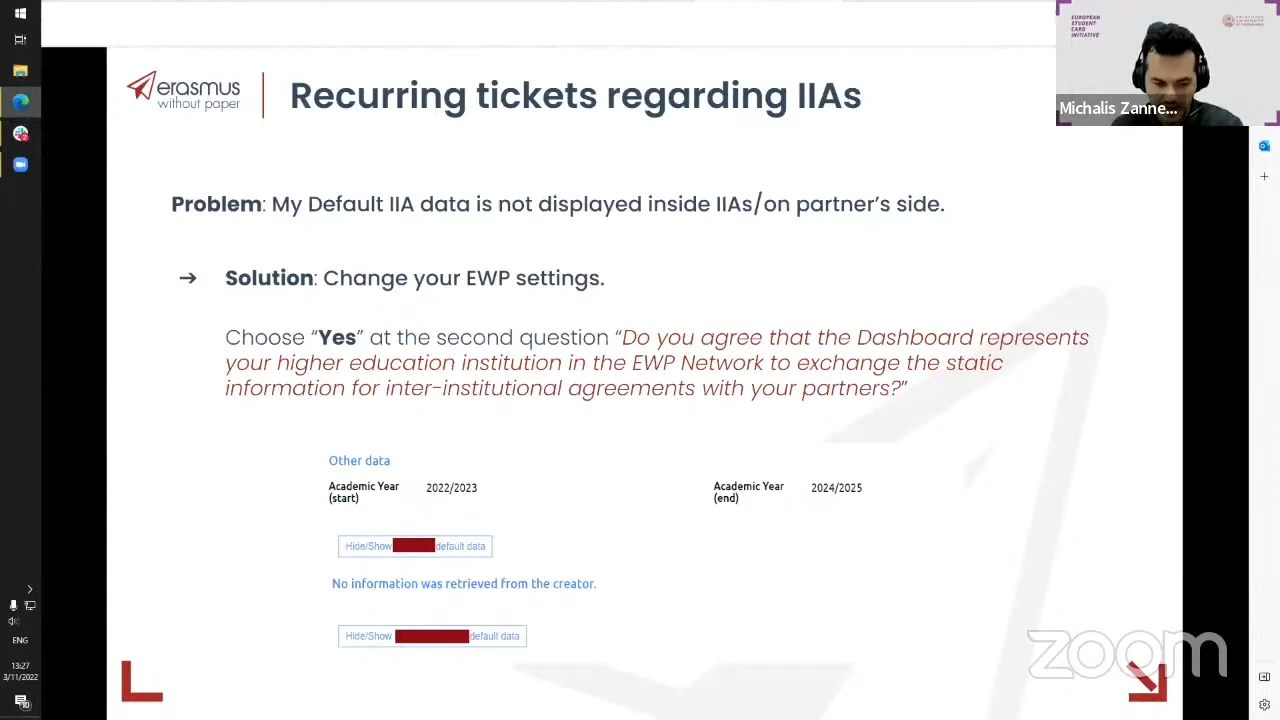 EUROPEAN
STUDENT
CARD
INITIATIVE
Michalis Zanne...
erasmus
without paper
Recurring tickets regarding IIAs
Problem: My Default IIA data is not displayed inside IIAs/on partner's side.
➔ Solution: Change your EWP settings.
Choose “Yes” at the second question “Do you agree that the Dashboard represents
your higher education institution in the EWP Network to exchange the static
information for inter-institutional agreements with your partners?”
Other data
Academic Year
(start)
2022/2023
Academic Year
(end)
2024/2025
Hide/Show default data
No information was retrieved from the creator.
Hide/Show default data
ENG
13:27
3/11/2022
zoom